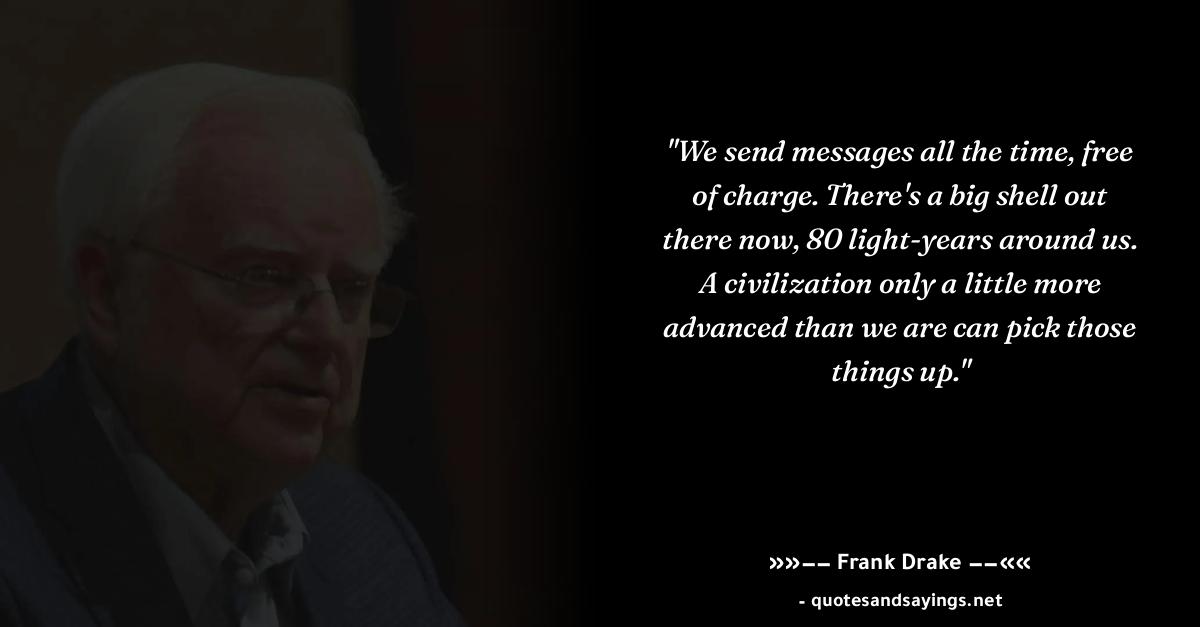 "We send messages all the time, free
of charge. There's a big shell out
there now, 80 light-years around us.
A civilization only a little more
advanced than we are can pick those
things up."
»»−− Frank Drake −−««
- quotesandsayings.net